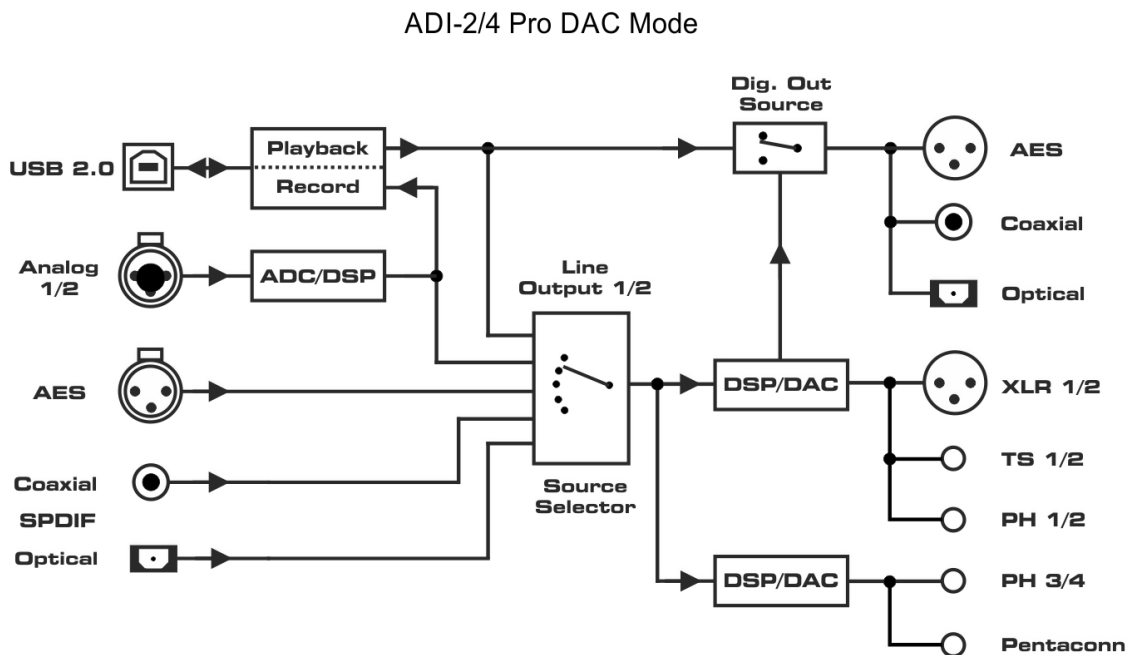 ADI-2/4 Pro DAC Mode
Dig. Out
Source
USB 2.0
Playback
Record
AES
Coaxial
Analog
1/2
ADC/DSP
Line
Output 1/2
Optical
AES
DSP/DAC
XLR 1/2
TS 1/2
Coaxial
SPDIF
Optical
Source
Selector
PH 1/2
DSP/DAC
PH 3/4
Pentaconn